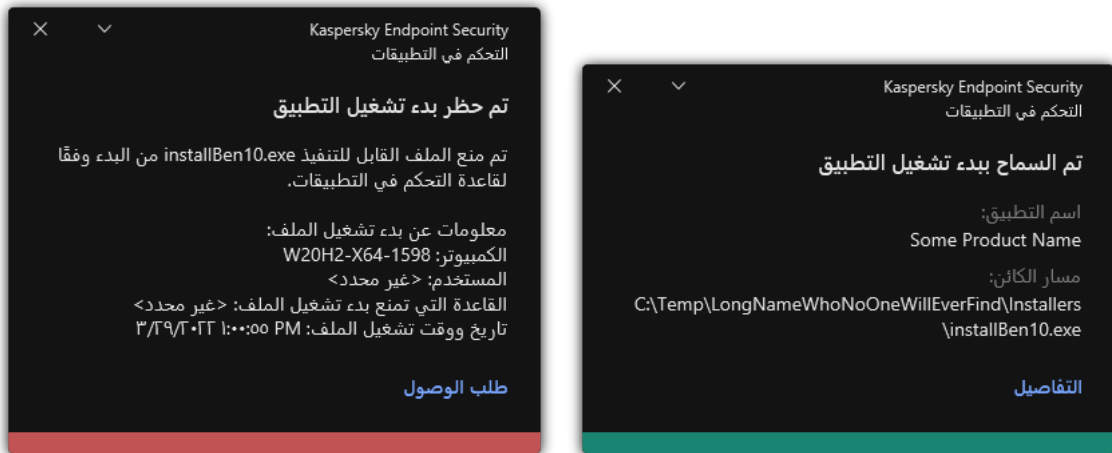 Kaspersky Endpoint Security
التحكم في التطبيقات
تم حظر بدء تشغيل التطبيق
تم منع الملف القابل للتنفيذ installBen10.exe من البدء وفقًا
لقاعدة التحكم في التطبيقات.
معلومات عن بدء تشغيل الملف:
الكمبيوتر: W20H2-X64-1598
المستخدم: <غير محدد>
القاعدة التي تمنع بدء تشغيل الملف: <غير محدد>
تاريخ ووقت تشغيل الملف: ٣/٢٩/٢٠٢٢ ١:٠٠:٥٥ PM
طلب الوصول
Kaspersky Endpoint Security
التحكم في التطبيقات
تم السماح ببدء تشغيل التطبيق
اسم التطبيق:
Some Product Name
مسار الكائن:
C:\Temp\LongNameWhoNoOneWillEverFind\Installers
\installBen10.exe
التفاصيل